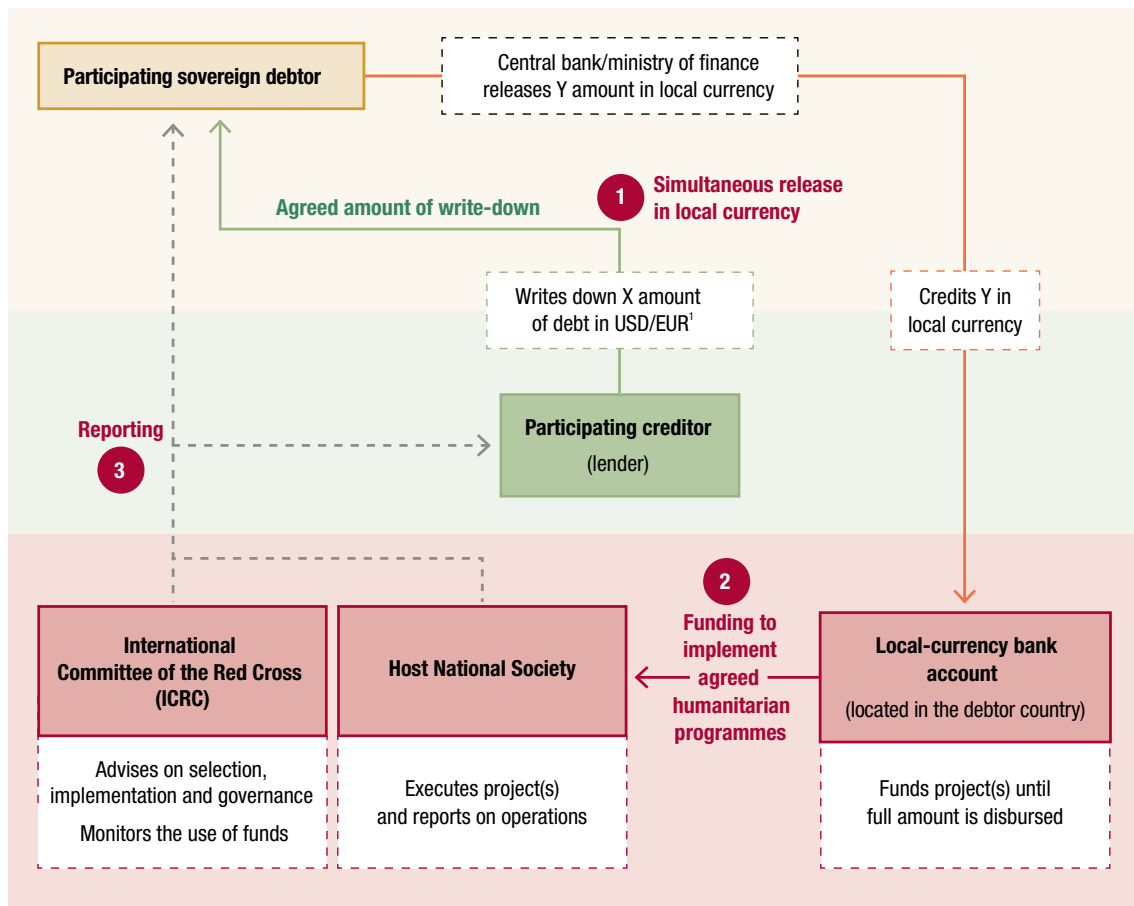 Participating sovereign debtor
Central bank/ministry of finance
releases Y amount in local currency
1
Simultaneous release
in local currency
Agreed amount of write-down
Writes down X amount
of debt in USD/EUR¹
Credits Y in
local currency
Participating creditor
(lender)
Reporting
3
2
Funding to
implement
agreed
humanitarian
programmes
International
Committee of the Red Cross
(ICRC)
Advises on selection,
implementation and governance
Monitors the use of funds
Host National Society
Executes project(s)
and reports on operations
Local-currency bank
account
(located in the debtor country)
Funds project(s) until
full amount is disbursed